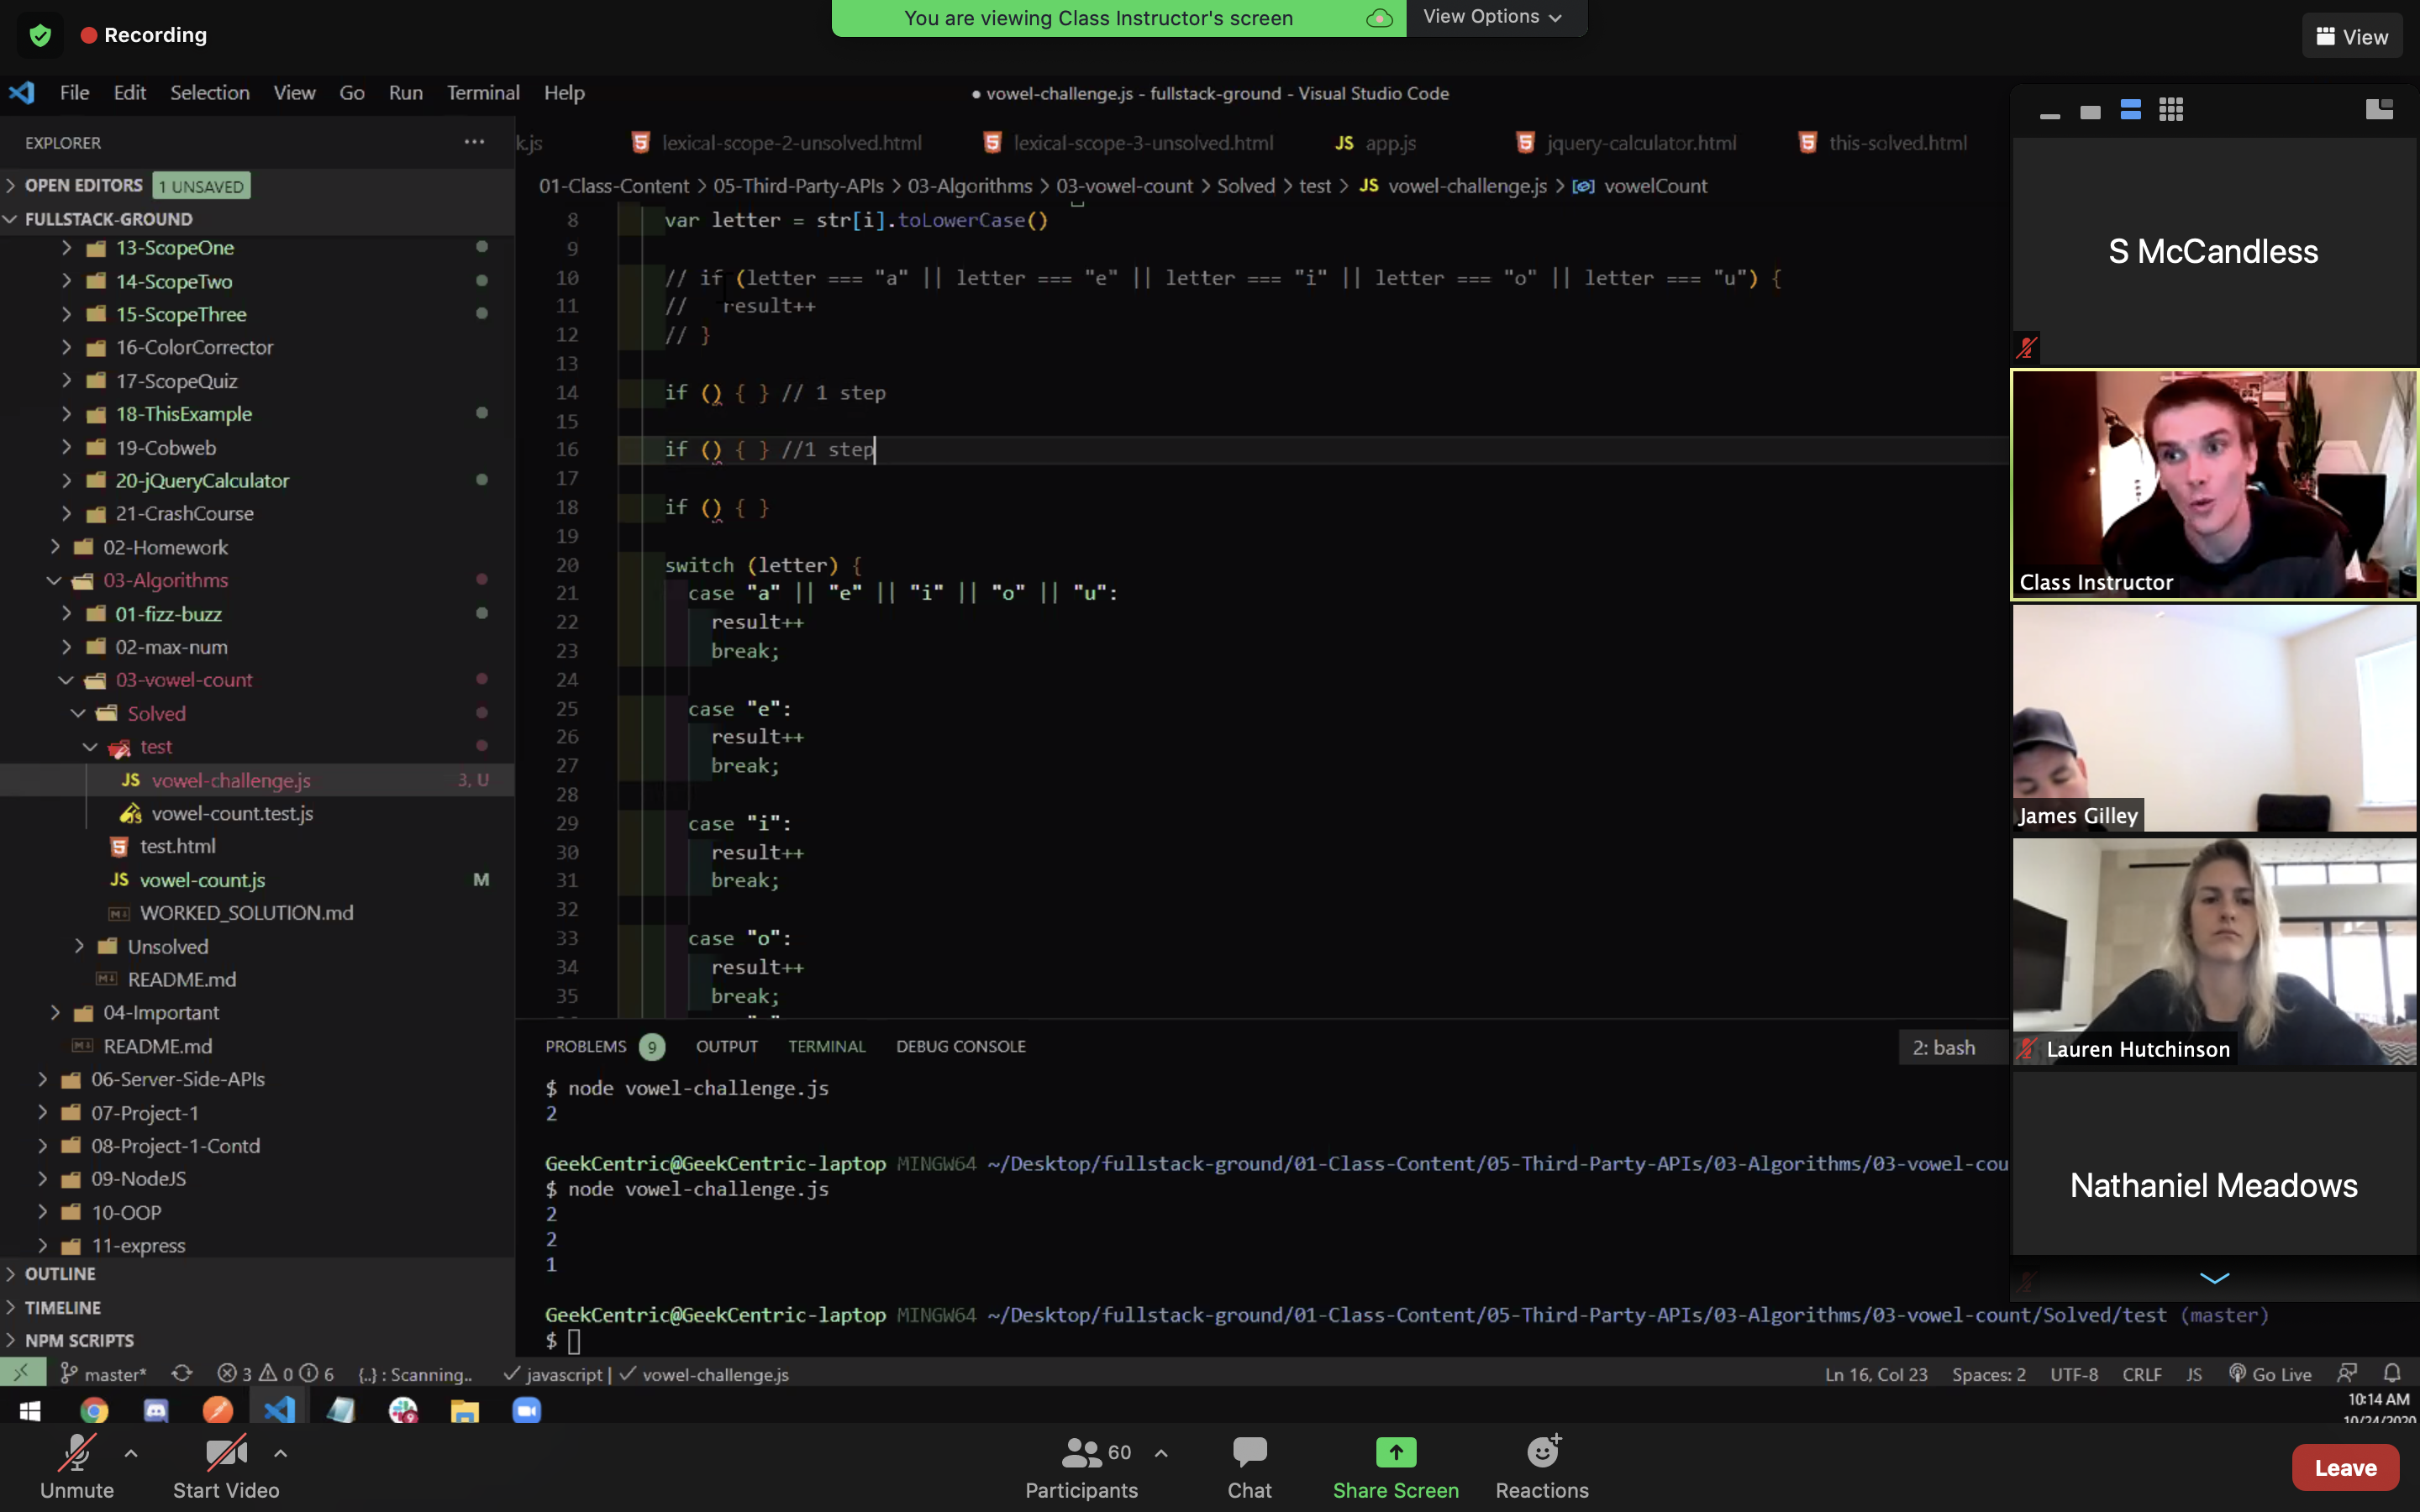 Recording
You are viewing Class Instructor's screen
View Options
View
File Edit Selection View Go Run Terminal Help
● vowel-challenge.js - fullstack-ground - Visual Studio Code
EXPLORER
k.js lexical-scope-2-unsolved.html lexical-scope-3-unsolved.html JS app.js jquery-calculator.html this-solved.html
OPEN EDITORS 1 UNSAVED
01-Class-Content > 05-Third-Party-APIs > 03-Algorithms > 03-vowel-count > Solved > test > JS vowel-challenge.js > vowelCount
FULLSTACK-GROUND
13-ScopeOne
14-ScopeTwo
15-ScopeThree
16-ColorCorrector
17-ScopeQuiz
18-ThisExample
19-Cobweb
20-jQueryCalculator
21-CrashCourse
02-Homework
03-Algorithms
01-fizz-buzz
02-max-num
03-vowel-count
Solved
test
JS vowel-challenge.js 3, U
vowel-count.test.js
test.html
JS vowel-count.js M
WORKED_SOLUTION.md
Unsolved
README.md
04-Important
README.md
06-Server-Side-APIs
07-Project-1
08-Project-1-Contd
09-NodeJS
10-OOP
11-express
OUTLINE
TIMELINE
NPM SCRIPTS
8 var letter = str[i].toLowerCase()
9
10 // if (letter === "a" || letter === "e" || letter === "i" || letter === "o" || letter === "u") {
11 // result++
12 // }
13
14 if () { } // 1 step
15
16 if () { } //1 step
17
18 if () { }
19
20 switch (letter) {
21 case "a" || "e" || "i" || "o" || "u":
22 result++
23 break;
24
25 case "e":
26 result++
27 break;
28
29 case "i":
30 result++
31 break;
32
33 case "o":
34 result++
35 break;
PROBLEMS 9 OUTPUT TERMINAL DEBUG CONSOLE 2: bash
$ node vowel-challenge.js
2
GeekCentric@GeekCentric-laptop MINGW64 ~/Desktop/fullstack-ground/01-Class-Content/05-Third-Party-APIs/03-Algorithms/03-vowel-cou
$ node vowel-challenge.js
2
2
1
GeekCentric@GeekCentric-laptop MINGW64 ~/Desktop/fullstack-ground/01-Class-Content/05-Third-Party-APIs/03-Algorithms/03-vowel-count/Solved/test (master)
$
S McCandless
Class Instructor
James Gilley
Lauren Hutchinson
Nathaniel Meadows
master* 3 0 6 {..} : Scanning.. javascript | vowel-challenge.js Ln 16, Col 23 Spaces: 2 UTF-8 CRLF JS Go Live
10:14 AM
10/24/2020
Unmute
Start Video
60
Participants
Chat
Share Screen
Reactions
Leave